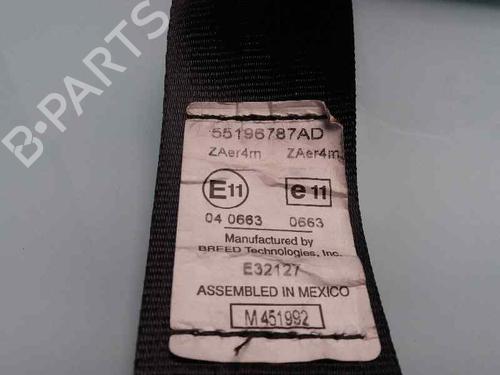 B-PARTS
55196787AD
ZAer4m ZAer4m
E11 e11
04 0663 0663
Manufactured by
BREED Technologies, Inc.
E32127
ASSEMBLED IN MEXICO
M 451992